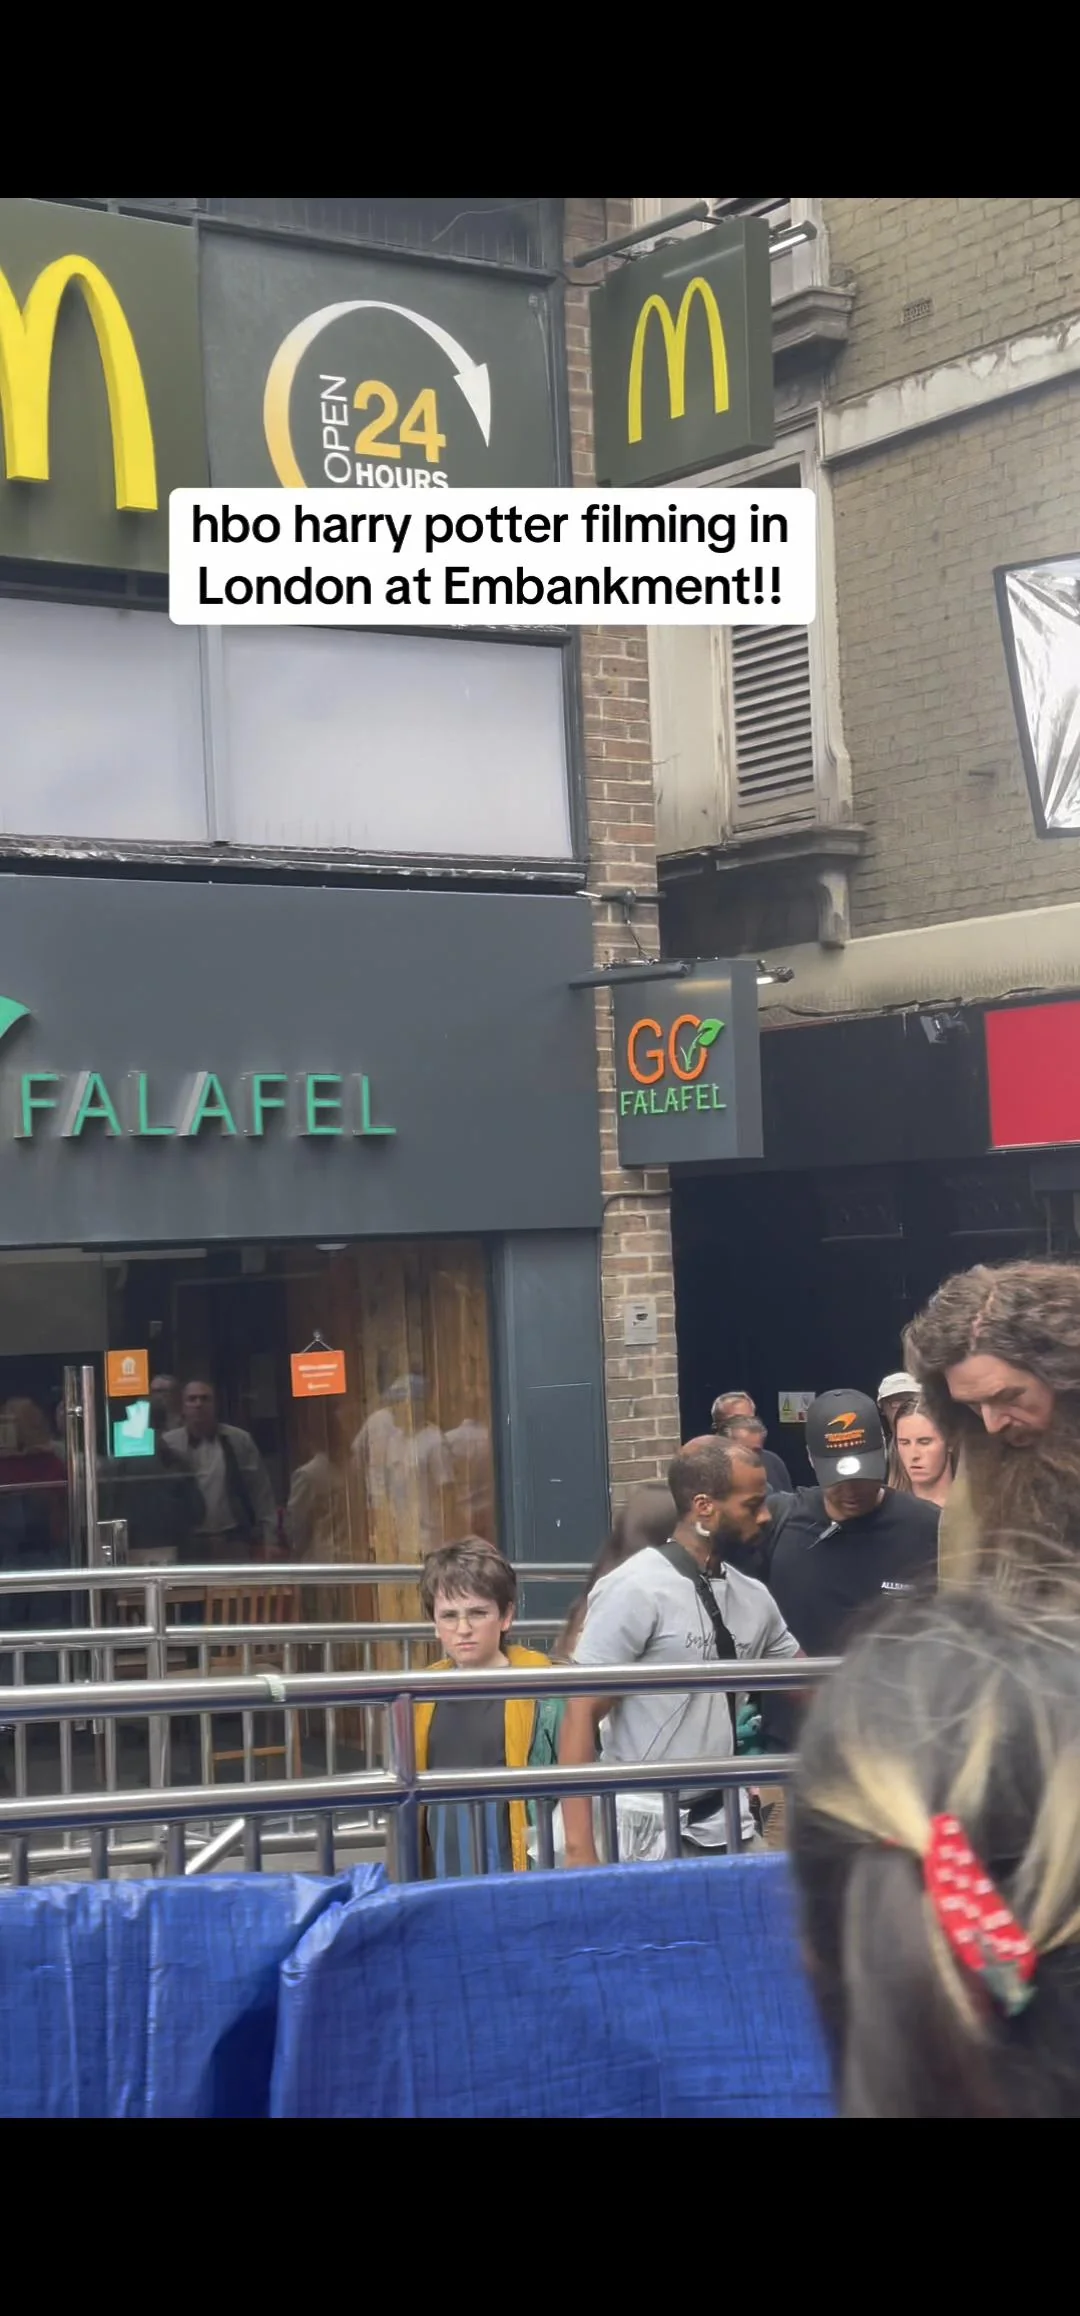 OPEN
24
HOURS
hbo harry potter filming in
London at Embankment!!
GO
FALAFEL
FALAFEL